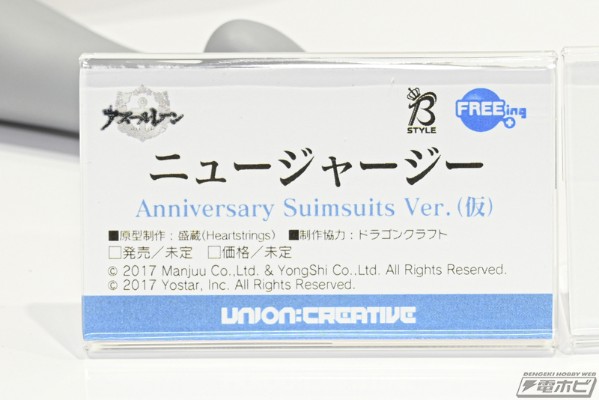 アズールレーン
B STYLE
FREEing
ニュージャージー
Anniversary Suimsuits Ver.(仮)
■原型制作：盛蔵(Heartstrings) ■制作協力：ドラゴンクラフト
□発売／未定 □価格／未定
© 2017 Manjuu Co.,Ltd. & YongShi Co.,Ltd. All Rights Reserved.
© 2017 Yostar, Inc. All Rights Reserved.
UNION:CREATIVE
DENGEKI HOBBY WEB
電ホビ